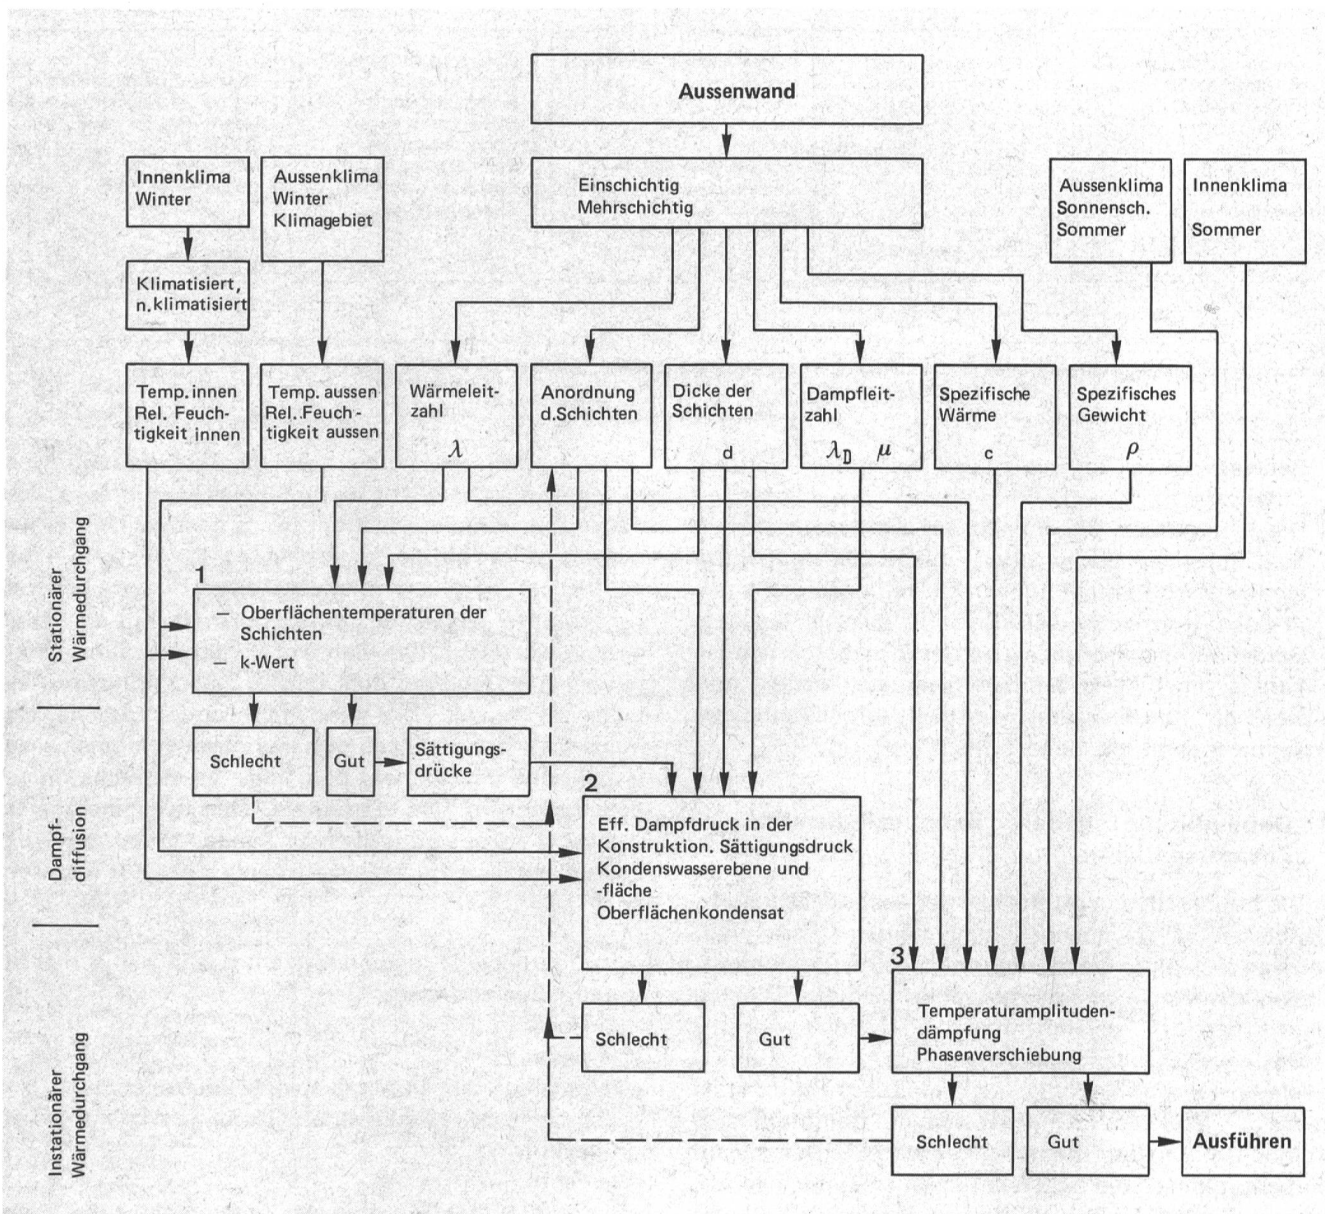 Aussenwand
Innenklima
Winter
Aussenklima
Winter
Klimagebiet
Einschichtig
Mehrschichtig
Aussenklima
Sonnensch.
Sommer
Innenklima
Sommer
Klimatisiert,
n.klimatisiert
Temp.innen
Rel. Feuch-
tigkeit innen
Temp. aussen
Rel.Feuch-
tigkeit aussen
Wärmeleit-
zahl
λ
Anordnung
d.Schichten
Dicke der
Schichten
d
Dampfleit-
zahl
λD μ
Spezifische
Wärme
c
Spezifisches
Gewicht
ρ
Stationärer
Wärmedurchgang
1
– Oberflächentemperaturen der
Schichten
– k-Wert
Schlecht
Gut
Sättigungs-
drücke
Dampf-
diffusion
2
Eff. Dampfdruck in der
Konstruktion. Sättigungsdruck
Kondenswasserebene und
-fläche
Oberflächenkondensat
Schlecht
Gut
Instationärer
Wärmedurchgang
3
Temperaturamplituden-
dämpfung
Phasenverschiebung
Schlecht
Gut
Ausführen